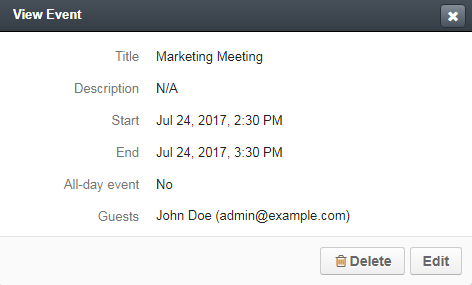 View Event
Title Marketing Meeting
Description N/A
Start Jul 24, 2017, 2:30 PM
End Jul 24, 2017, 3:30 PM
All-day event No
Guests John Doe (admin@example.com)
Delete Edit